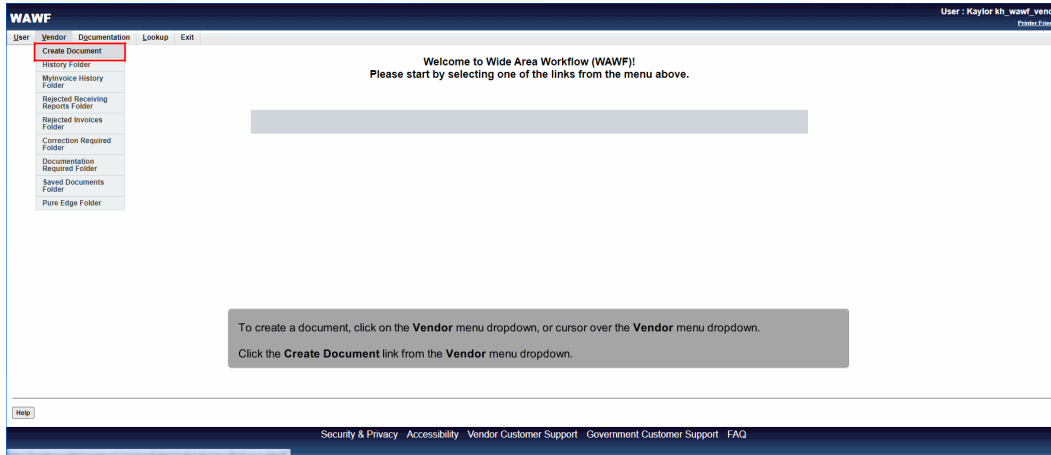 WAWF
User : Kaylor kh_wawf_vend
Printer Frien
User Vendor Documentation Lookup Exit
Create Document
History Folder
MyInvoice History
Folder
Rejected Receiving
Reports Folder
Rejected Invoices
Folder
Correction Required
Folder
Documentation
Required Folder
Saved Documents
Folder
Pure Edge Folder
Welcome to Wide Area Workflow (WAWF)!
Please start by selecting one of the links from the menu above.
To create a document, click on the Vendor menu dropdown, or cursor over the Vendor menu dropdown.
Click the Create Document link from the Vendor menu dropdown.
Help
Security & Privacy Accessibility Vendor Customer Support Government Customer Support FAQ